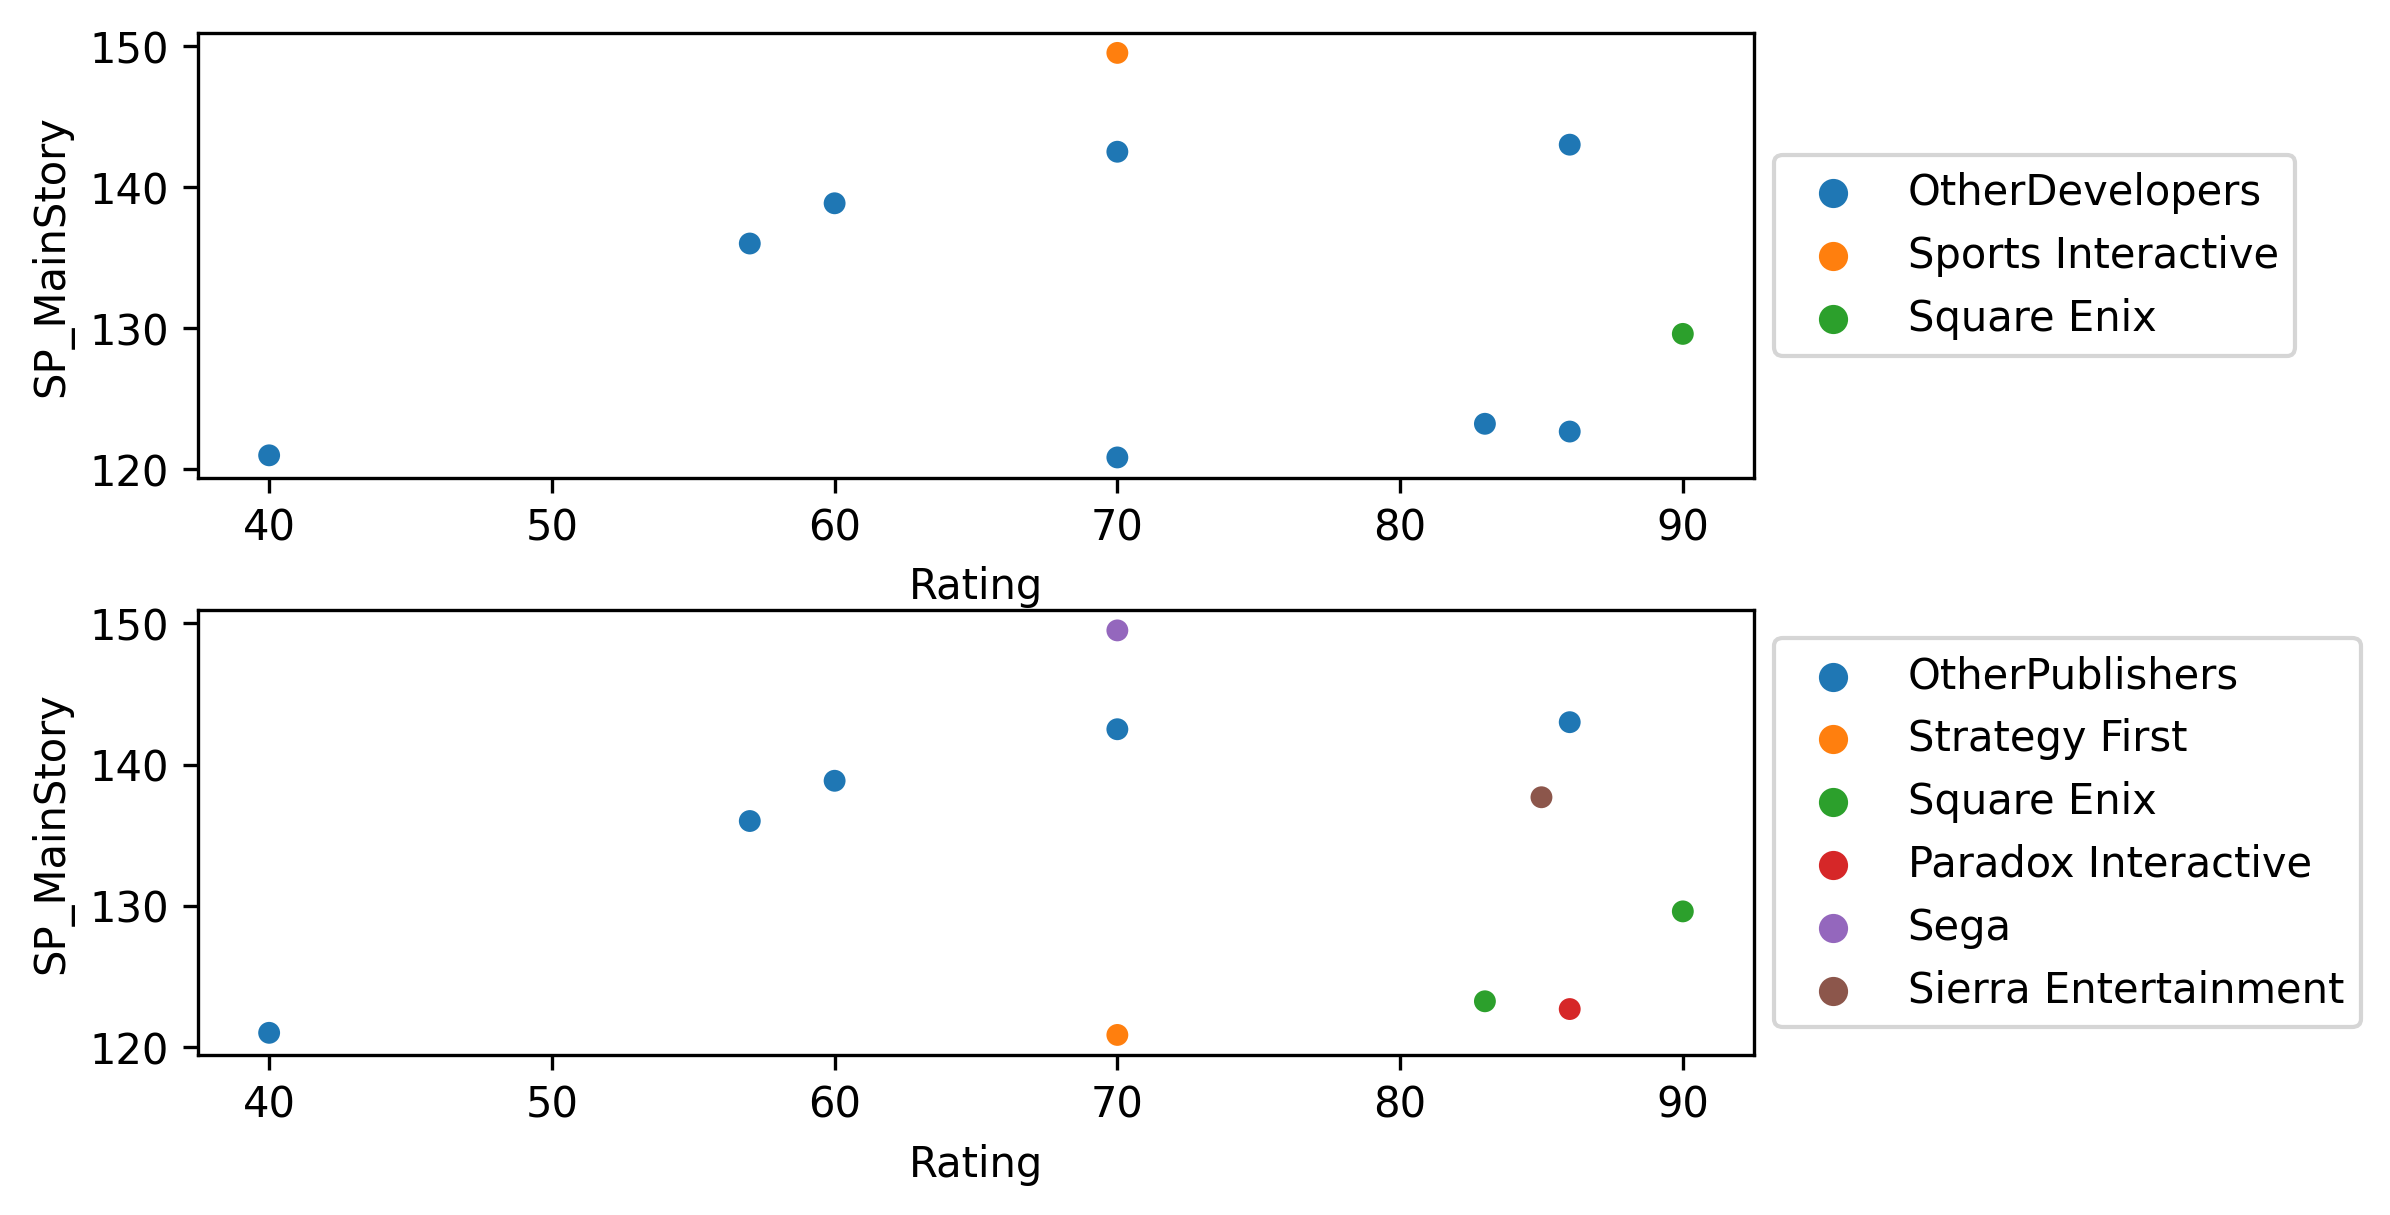 SP_MainStory
150
140
130
120
40 50 60 70 80 90
Rating
OtherDevelopers
Sports Interactive
Square Enix
SP_MainStory
150
140
130
120
40 50 60 70 80 90
Rating
OtherPublishers
Strategy First
Square Enix
Paradox Interactive
Sega
Sierra Entertainment